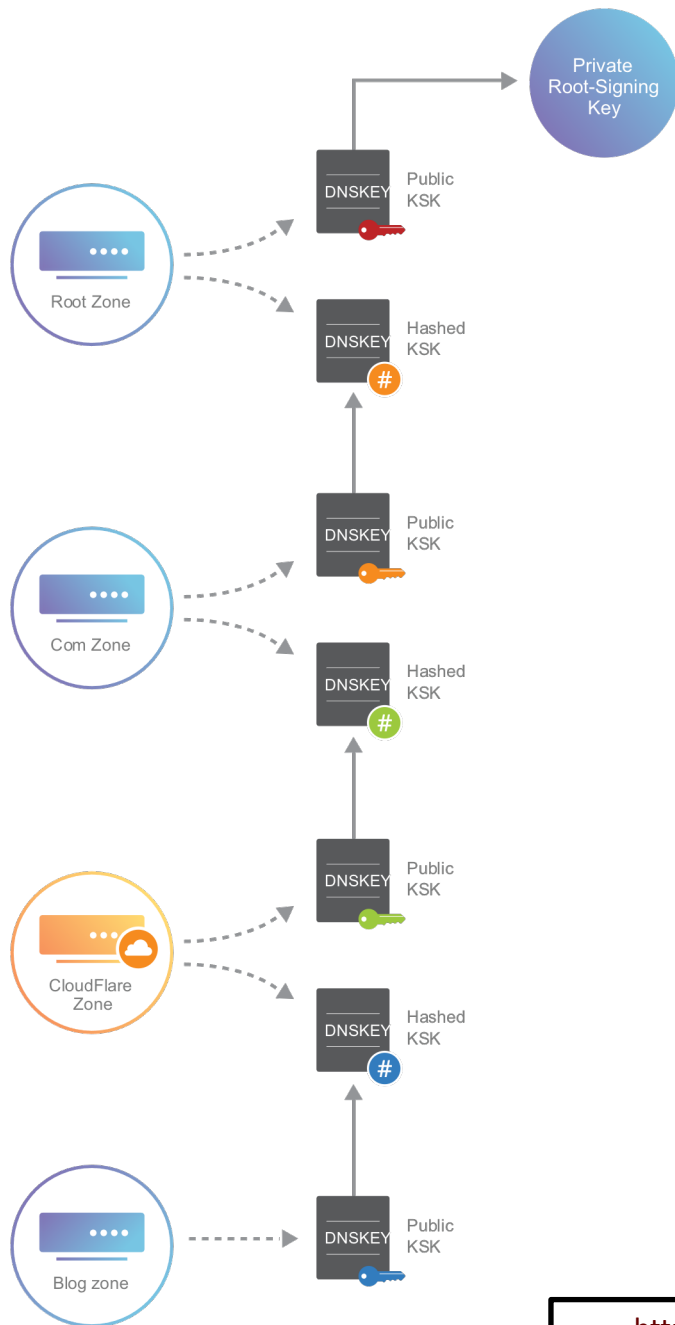 Private
Root-Signing
Key
DNSKEY
Public
KSK
Root Zone
DNSKEY
Hashed
KSK
#
DNSKEY
Public
KSK
Com Zone
DNSKEY
Hashed
KSK
#
DNSKEY
Public
KSK
CloudFlare
Zone
DNSKEY
Hashed
KSK
#
DNSKEY
Public
KSK
Blog zone